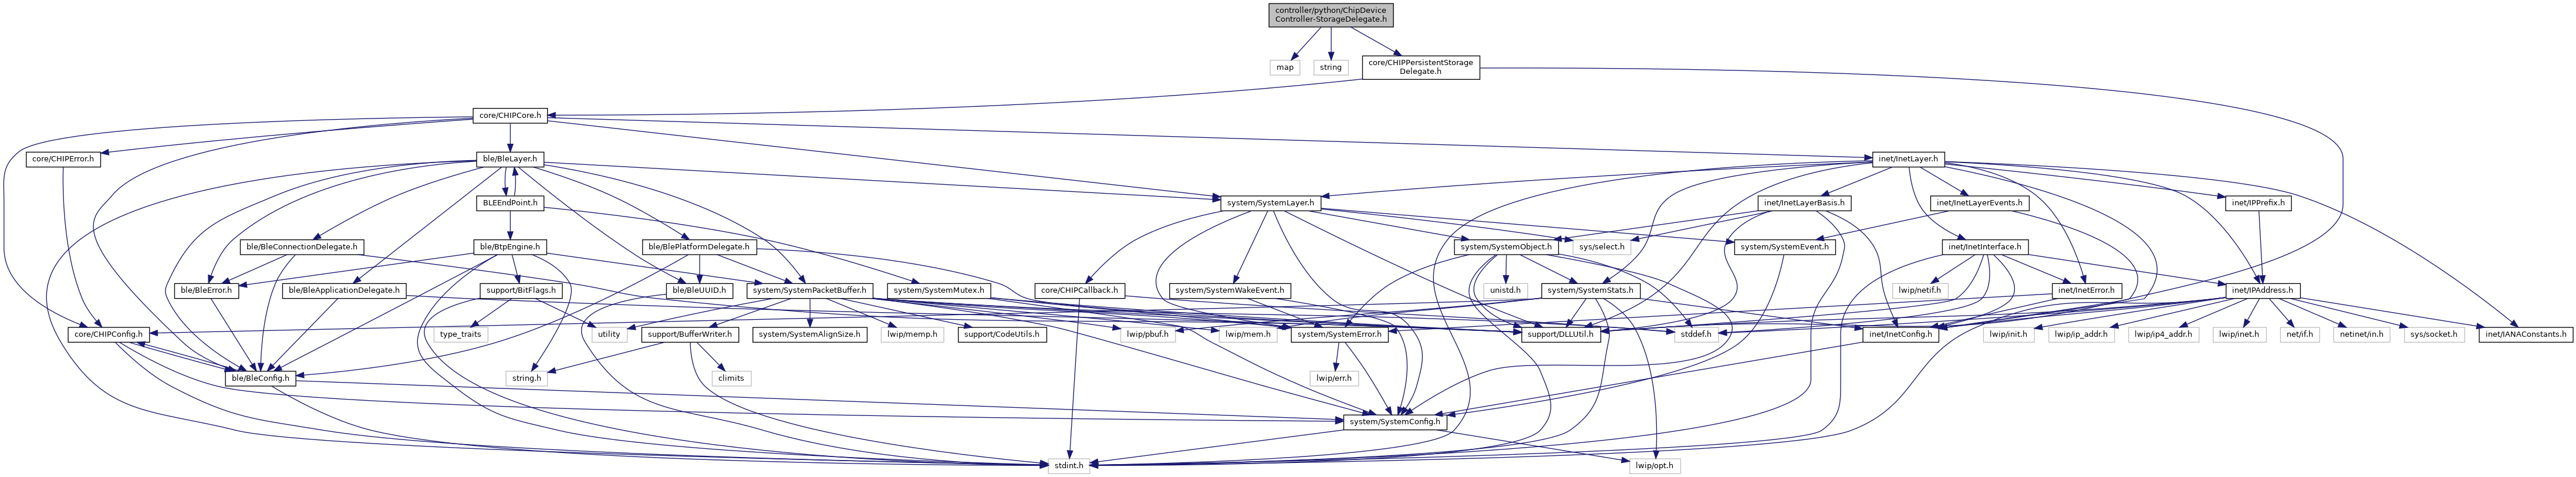 controller/python/ChipDevice
Controller-StorageDelegate.h
map
string
core/CHIPPersistentStorage
Delegate.h
core/CHIPCore.h
core/CHIPError.h
ble/BleLayer.h
inet/InetLayer.h
BLEEndPoint.h
system/SystemLayer.h
inet/InetLayerBasis.h
inet/InetLayerEvents.h
inet/IPPrefix.h
ble/BleConnectionDelegate.h
ble/BtpEngine.h
ble/BlePlatformDelegate.h
system/SystemObject.h
sys/select.h
system/SystemEvent.h
inet/InetInterface.h
ble/BleError.h
ble/BleApplicationDelegate.h
support/BitFlags.h
ble/BleUUID.h
system/SystemPacketBuffer.h
system/SystemMutex.h
core/CHIPCallback.h
system/SystemWakeEvent.h
unistd.h
system/SystemStats.h
lwip/netif.h
inet/InetError.h
inet/IPAddress.h
core/CHIPConfig.h
type_traits
utility
support/BufferWriter.h
system/SystemAlignSize.h
lwip/memp.h
support/CodeUtils.h
lwip/pbuf.h
lwip/mem.h
system/SystemError.h
support/DLLUtil.h
stddef.h
inet/InetConfig.h
lwip/init.h
lwip/ip_addr.h
lwip/ip4_addr.h
lwip/inet.h
net/if.h
netinet/in.h
sys/socket.h
inet/IANAConstants.h
ble/BleConfig.h
string.h
climits
lwip/err.h
system/SystemConfig.h
stdint.h
lwip/opt.h